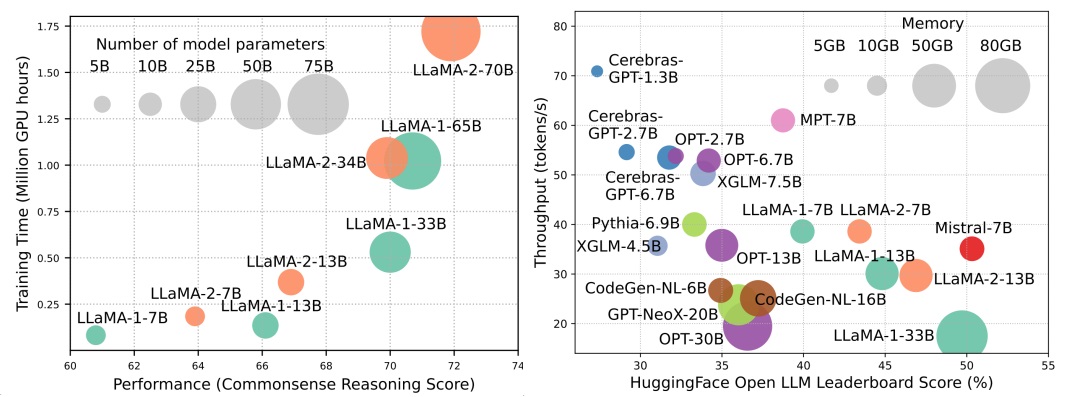 Training Time (Million GPU hours)
1.75
1.50
1.25
1.00
0.75
0.50
0.25
Number of model parameters
5B 10B 25B 50B 75B
LLaMA-2-70B
LLaMA-1-65B
LLaMA-2-34B
LLaMA-1-33B
LLaMA-2-13B
LLaMA-2-7B
LLaMA-1-13B
LLaMA-1-7B
60 62 64 66 68 70 72 74
Performance (Commonsense Reasoning Score)
Throughput (tokens/s)
80
70
60
50
40
30
20
Memory
5GB 10GB 50GB 80GB
Cerebras-
GPT-1.3B
MPT-7B
Cerebras-
GPT-2.7B
OPT-2.7B
OPT-6.7B
Cerebras-
GPT-6.7B
XGLM-7.5B
Pythia-6.9B
LLaMA-1-7B
LLaMA-2-7B
Mistral-7B
XGLM-4.5B
OPT-13B
LLaMA-1-13B
LLaMA-2-13B
CodeGen-NL-6B
CodeGen-NL-16B
GPT-NeoX-20B
OPT-30B
LLaMA-1-33B
30 35 40 45 50 55
HuggingFace Open LLM Leaderboard Score (%)